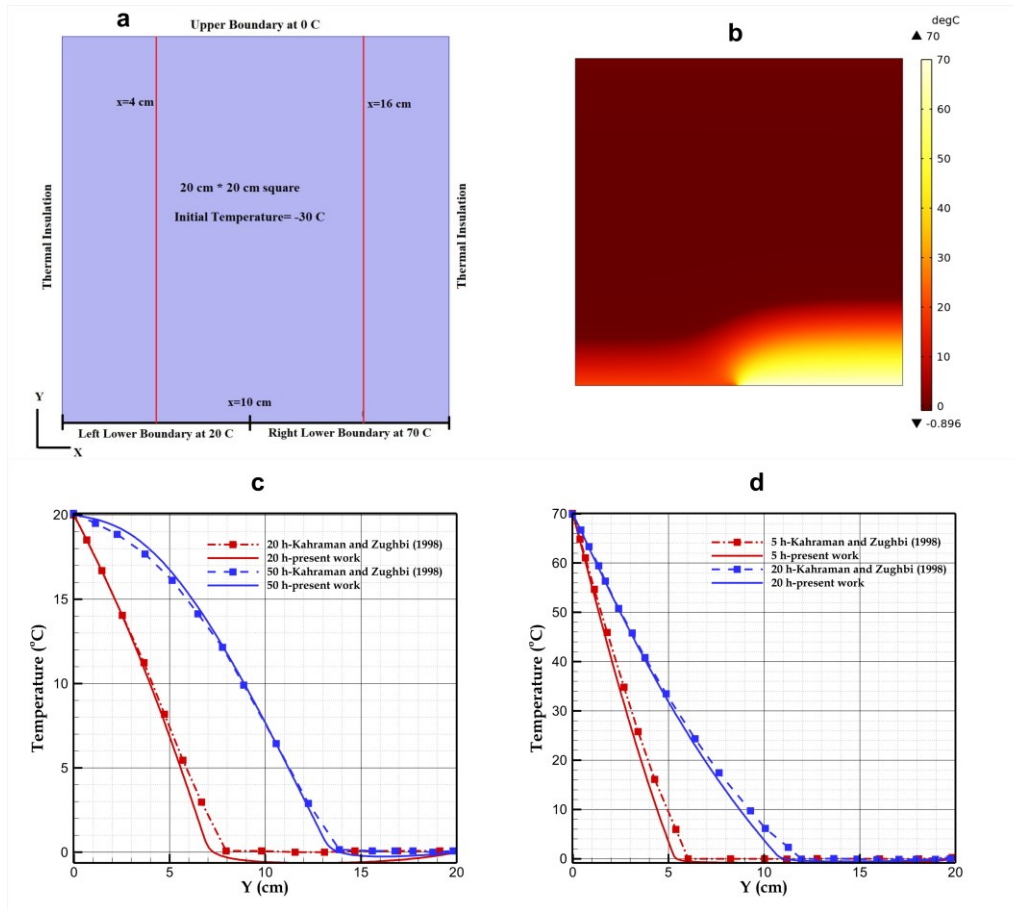 a
Upper Boundary at 0 C
x=4 cm
x=16 cm
20 cm * 20 cm square
Initial Temperature= -30 C
Thermal Insulation
Thermal Insulation
Y
X
x=10 cm
Left Lower Boundary at 20 C
Right Lower Boundary at 70 C
b
degC
▲ 70
70
60
50
40
30
20
10
0
▼ -0.896
c
20 h-Kahraman and Zughbi (1998)
20 h-present work
50 h-Kahraman and Zughbi (1998)
50 h-present work
Temperature (°C)
20
15
10
5
0
0
5
10
15
20
Y (cm)
d
5 h-Kahraman and Zughbi (1998)
5 h-present work
20 h-Kahraman and Zughbi (1998)
20 h-present work
Temperature (°C)
70
60
50
40
30
20
10
0
0
5
10
15
20
Y (cm)